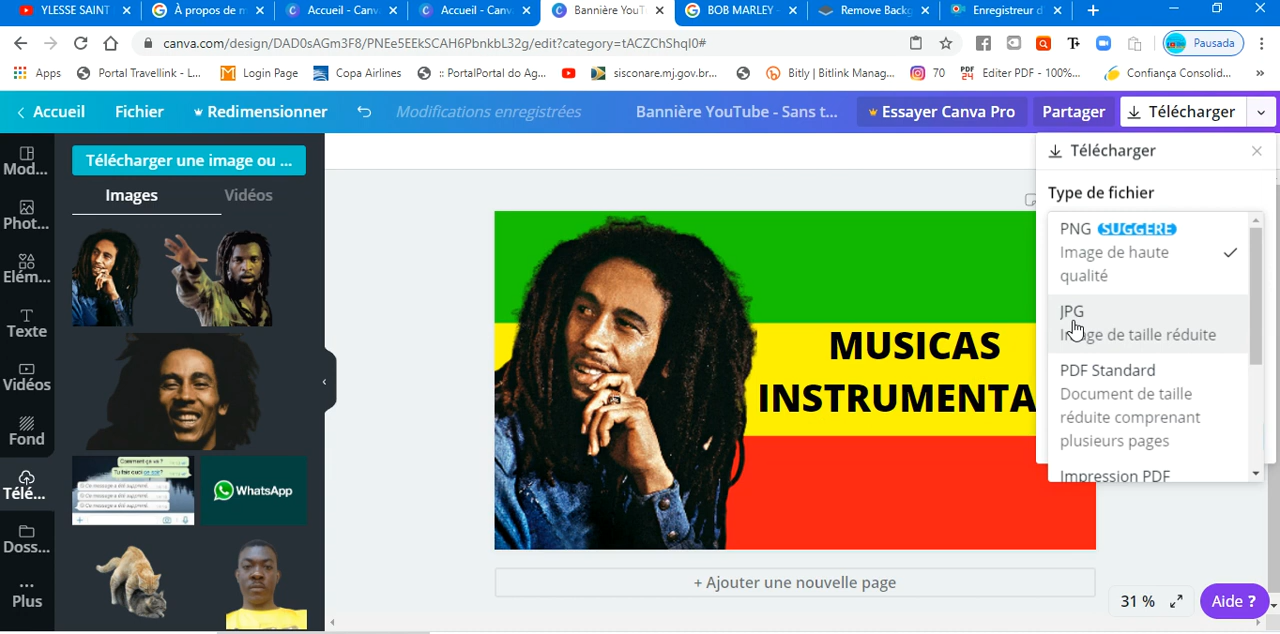 YLESSE SAINT
À propos de m
Accueil - Canv
Accueil - Canv
Bannière YouT
BOB MARLEY
Remove Backg
Enregistreur d
canva.com/design/DAD0sAGm3F8/PNEe5EEkSCAH6PbnkbL32g/edit?category=tACZChShqI0#
Pausada
Apps
Portal Travellink - L...
Login Page
Copa Airlines
:: PortalPortal do Ag...
sisconare.mj.gov.br...
Bitly | Bitlink Manag...
70
Editer PDF - 100%...
Confiança Consolid...
»
Accueil
Fichier
Redimensionner
Modifications enregistrées
Bannière YouTube - Sans t...
Essayer Canva Pro
Partager
Télécharger
Mod...
Phot...
Elém...
Texte
Vidéos
Fond
Télé...
Doss...
Plus
Télécharger une image ou ...
Images
Vidéos
WhatsApp
MUSICAS
INSTRUMENTA
+ Ajouter une nouvelle page
Télécharger
Type de fichier
PNG SUGGÉRÉ
Image de haute
qualité
JPG
Image de taille réduite
PDF Standard
Document de taille
réduite comprenant
plusieurs pages
Impression PDF
31 %
Aide ?